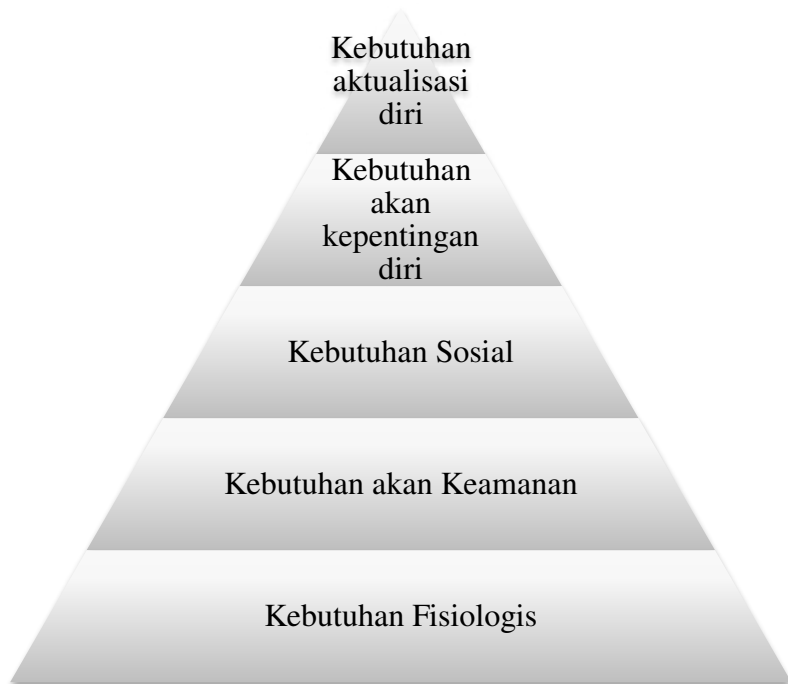 Kebutuhan
aktualisasi
diri
Kebutuhan
akan
kepentingan
diri
Kebutuhan Sosial
Kebutuhan akan Keamanan
Kebutuhan Fisiologis